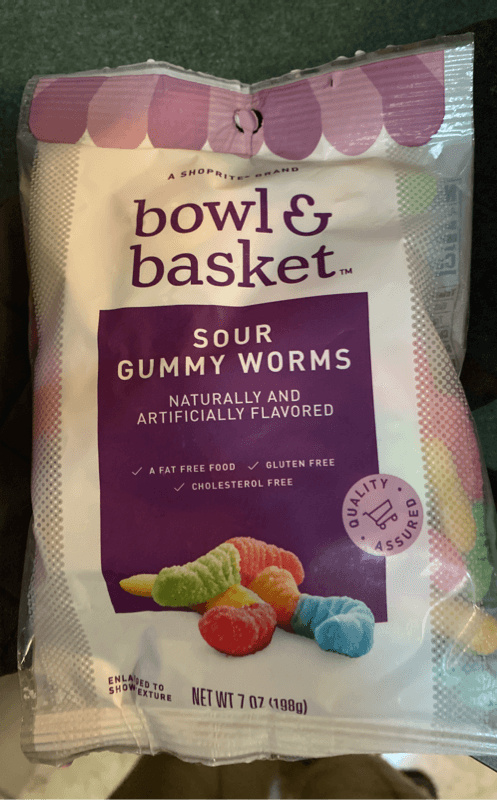 A SHOPRITE® BRAND
bowl &
basket™
SOUR
GUMMY WORMS
NATURALLY AND
ARTIFICIALLY FLAVORED
✓ A FAT FREE FOOD ✓ GLUTEN FREE
✓ CHOLESTEROL FREE
QUALITY
ASSURED
ENLARGED TO
SHOW TEXTURE
NET WT 7 OZ (198g)